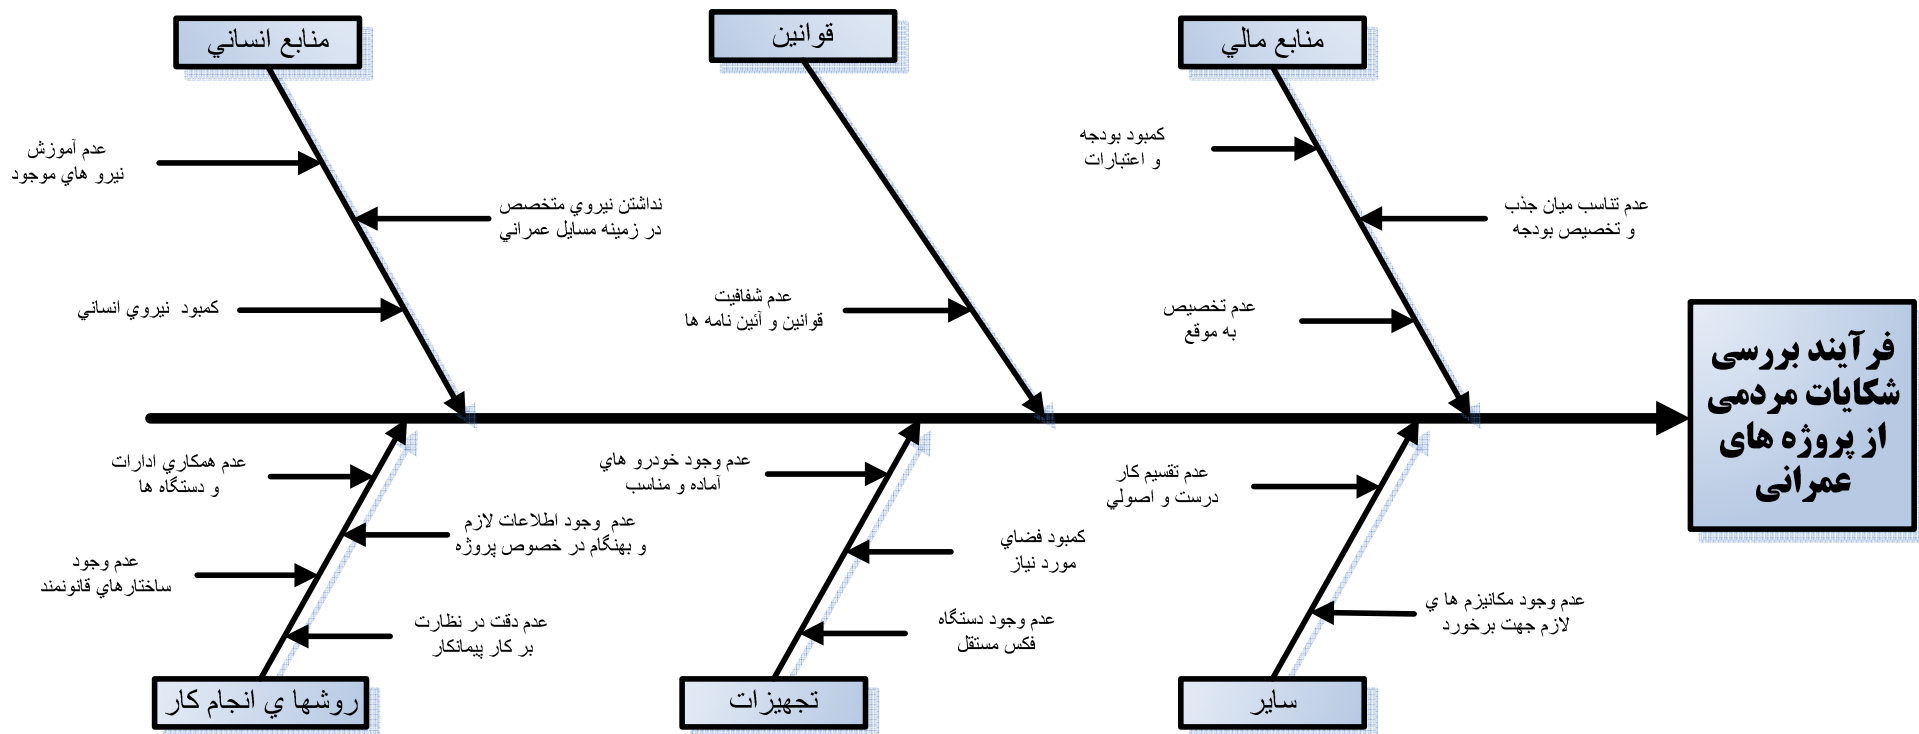 منابع انساني
قوانين
منابع مالي
عدم آموزش
نيرو هاي موجود
نداشتن نيروي متخصص
در زمينه مسايل عمراني
كمبود نيروي انساني
عدم شفافيت
قوانين و آئين نامه ها
كمبود بودجه
و اعتبارات
عدم تناسب ميان جذب
و تخصيص بودجه
عدم تخصيص
به موقع
فرآیند بررسی
شکایات مردمی
از پروژه های
عمرانی
عدم همكاري ادارات
و دستگاه ها
عدم وجود اطلاعات لازم
و بهنگام در خصوص پروژه
عدم وجود
ساختارهاي قانونمند
عدم دقت در نظارت
بر كار پيمانكار
عدم وجود خودرو هاي
آماده و مناسب
كمبود فضاي
مورد نياز
عدم وجود دستگاه
فكس مستقل
عدم تقسيم كار
درست و اصولي
عدم وجود مكانيزم ها ي
لازم جهت برخورد
روشها ي انجام كار
تجهيزات
ساير